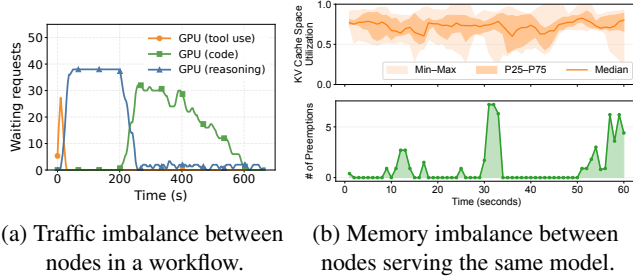 GPU (tool use)
GPU (code)
GPU (reasoning)
Waiting requests
50
40
30
20
10
0
0
200
400
600
Time (s)
KV Cache Space
Utilization
1.0
0.5
0.0
Min–Max
P25–P75
Median
# of Preemptions
5
0
0
10
20
30
40
50
60
Time (seconds)
(a) Traffic imbalance between
nodes in a workflow.
(b) Memory imbalance between
nodes serving the same model.